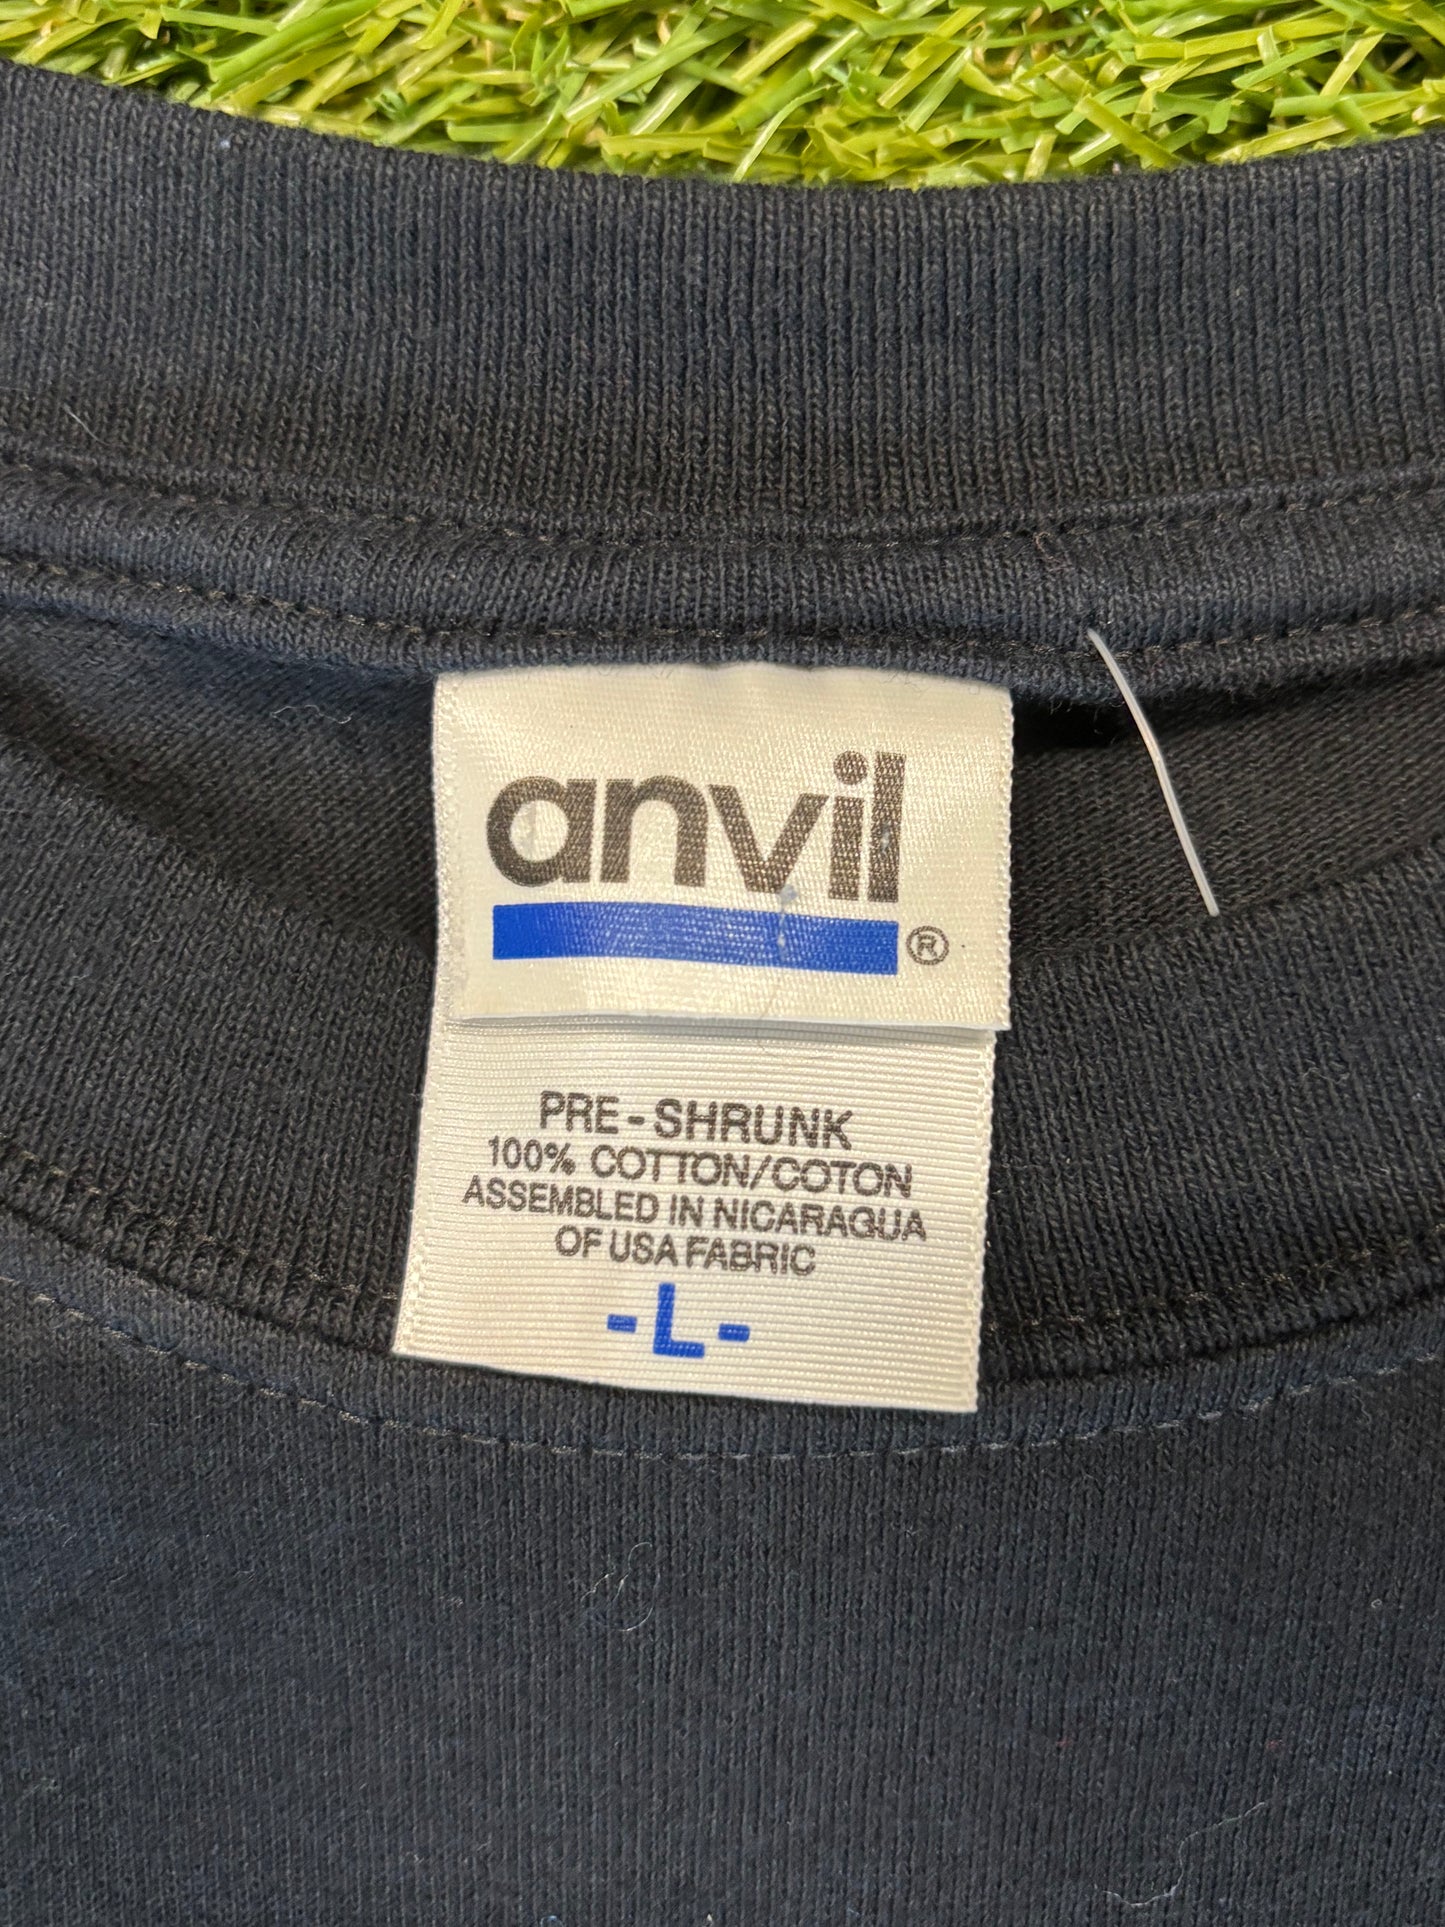 anvil
®
PRE-SHRUNK
100% COTTON/COTON
ASSEMBLED IN NICARAGUA
OF USA FABRIC
-L-